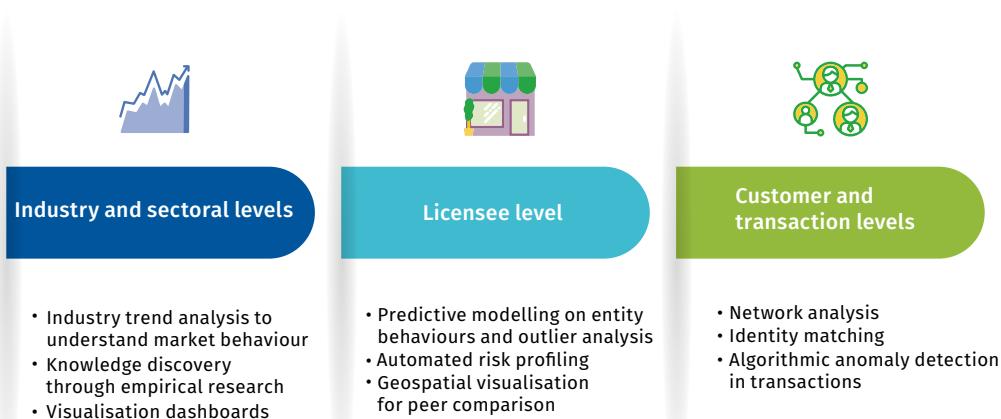 Industry and sectoral levels
• Industry trend analysis to
understand market behaviour
• Knowledge discovery
through empirical research
• Visualisation dashboards
Licensee level
• Predictive modelling on entity
behaviours and outlier analysis
• Automated risk profiling
• Geospatial visualisation
for peer comparison
Customer and
transaction levels
• Network analysis
• Identity matching
• Algorithmic anomaly detection
in transactions